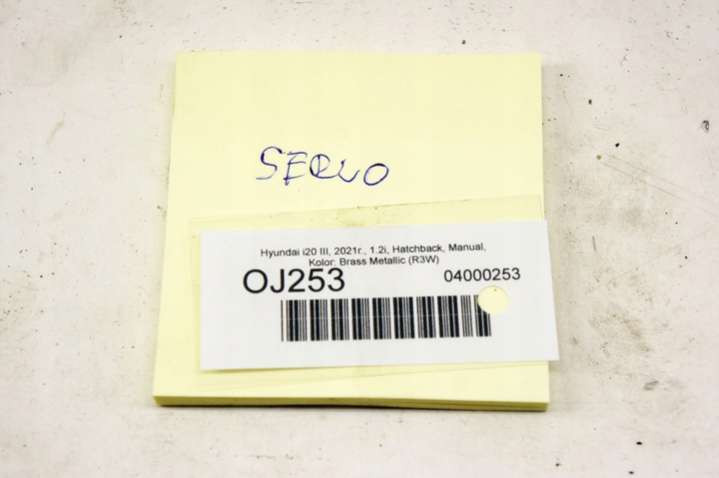 SERVO
Hyundai i20 III, 2021r., 1.2i, Hatchback, Manual,
Kolor: Brass Metallic (R3W)
OJ253
04000253